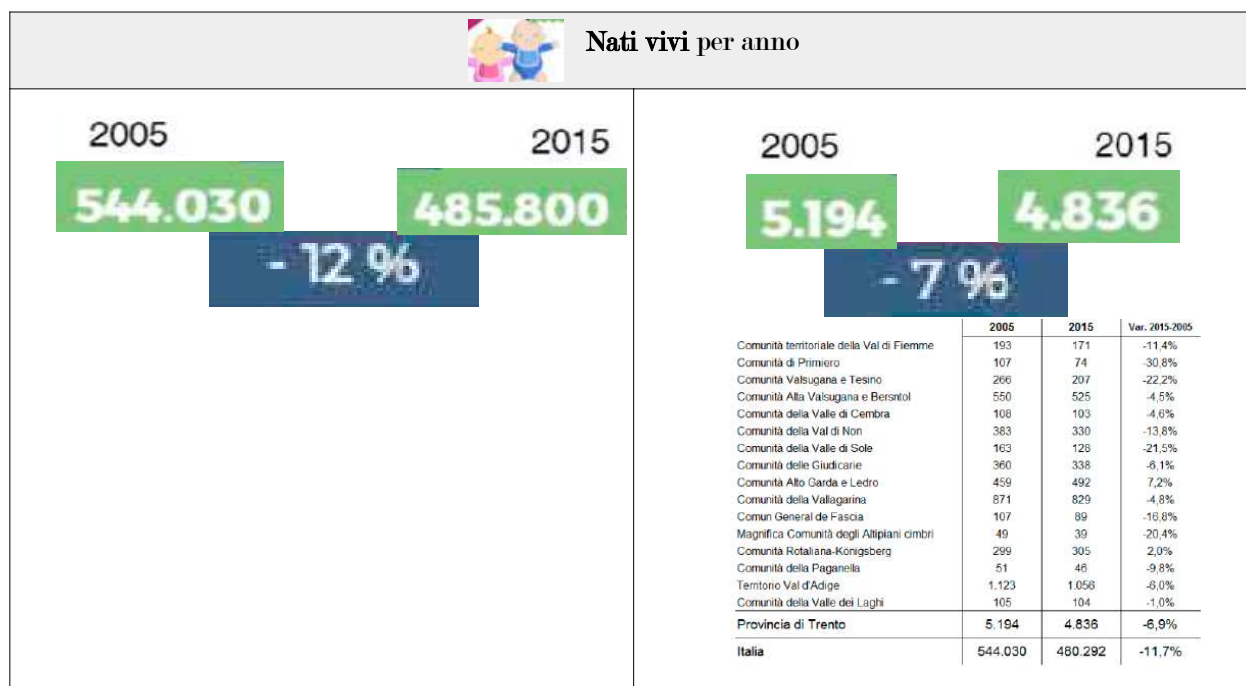 Nati vivi per anno
2005 2015
544.030 485.800
- 12 %
2005 2015
5.194 4.836
- 7 %
2005 2015 Var. 2015-2005
Comunità territoriale della Val di Fiemme 193 171 -11,4%
Comunità di Primiero 107 74 -30,8%
Comunità Valsugana e Tesino 266 207 -22,2%
Comunità Alta Valsugana e Bersntol 550 525 -4,5%
Comunità della Valle di Cembra 108 103 -4,6%
Comunità della Val di Non 383 330 -13,8%
Comunità della Valle di Sole 163 128 -21,5%
Comunità delle Giudicarie 360 338 -6,1%
Comunità Alto Garda e Ledro 459 492 7,2%
Comunità della Vallagarina 871 829 -4,8%
Comun General de Fascia 107 89 -16,8%
Magnifica Comunità degli Altipiani cimbri 49 39 -20,4%
Comunità Rotaliana-Königsberg 299 305 2,0%
Comunità della Paganella 51 46 -9,8%
Territorio Val d'Adige 1.123 1.056 -6,0%
Comunità della Valle dei Laghi 105 104 -1,0%
Provincia di Trento 5.194 4.836 -6,9%
Italia 544.030 480.292 -11,7%